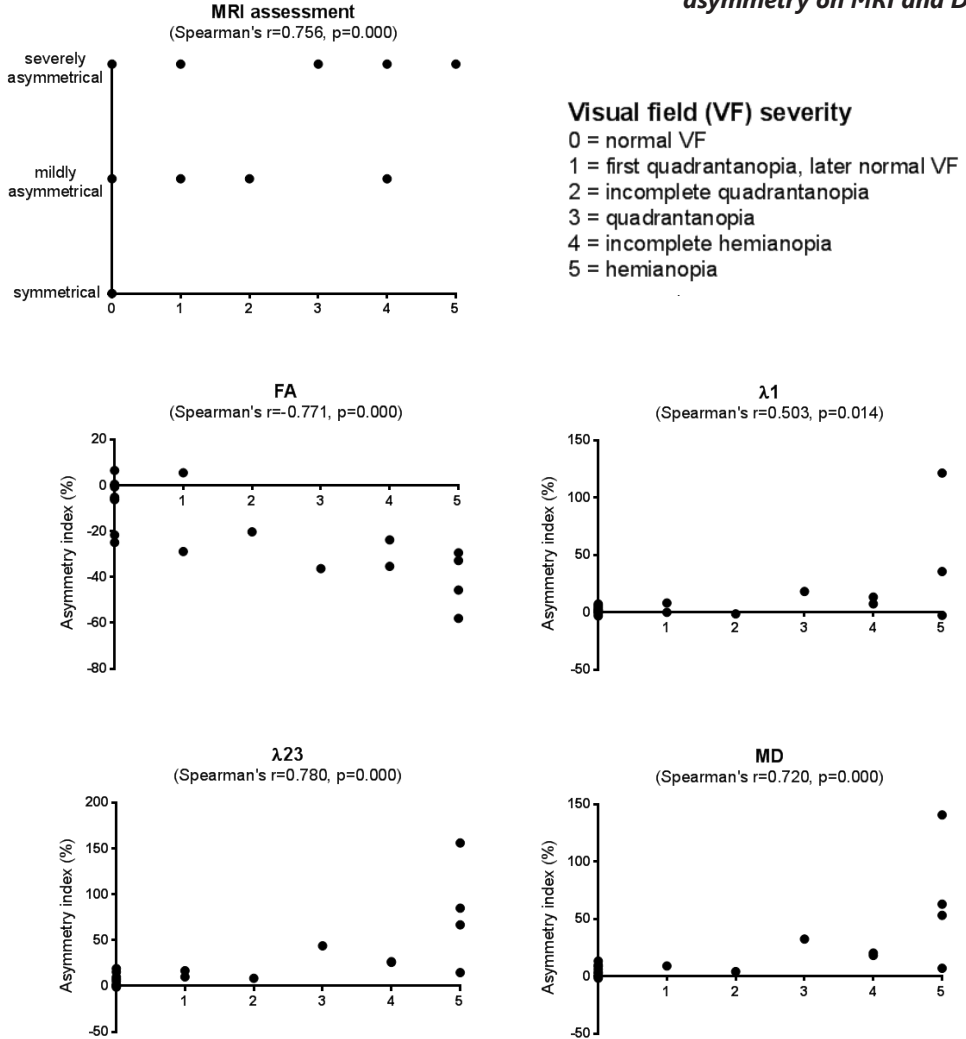 asymmetry on MRI and D
MRI assessment
(Spearman's r=0.756, p=0.000)
severely
asymmetrical
mildly
asymmetrical
symmetrical
0 1 2 3 4 5
Visual field (VF) severity
0 = normal VF
1 = first quadrantanopia, later normal VF
2 = incomplete quadrantanopia
3 = quadrantanopia
4 = incomplete hemianopia
5 = hemianopia
FA
(Spearman's r=-0.771, p=0.000)
Asymmetry index (%)
20
0
-20
-40
-60
-80
1 2 3 4 5
λ1
(Spearman's r=0.503, p=0.014)
Asymmetry index (%)
150
100
50
0
-50
1 2 3 4 5
λ23
(Spearman's r=0.780, p=0.000)
Asymmetry index (%)
200
150
100
50
0
-50
1 2 3 4 5
MD
(Spearman's r=0.720, p=0.000)
Asymmetry index (%)
150
100
50
0
-50
1 2 3 4 5